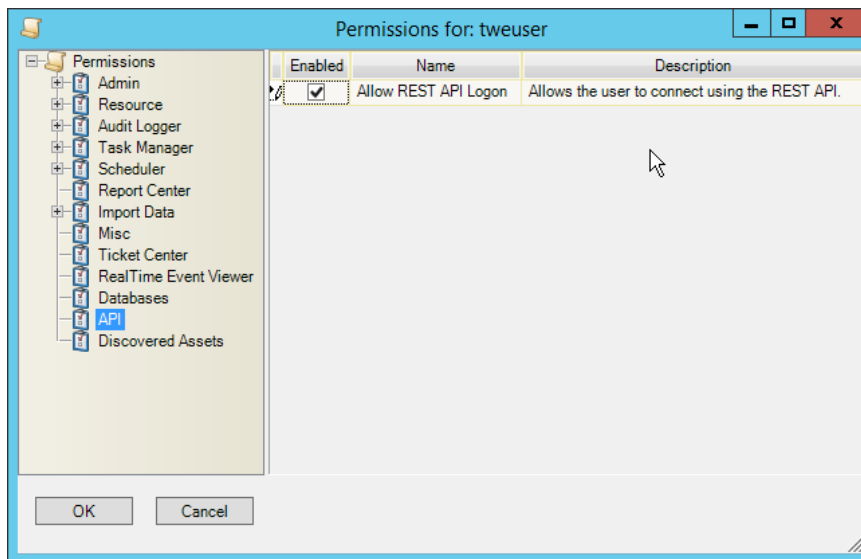 Permissions for: tweuser
Permissions
Admin
Resource
Audit Logger
Task Manager
Scheduler
Report Center
Import Data
Misc
Ticket Center
RealTime Event Viewer
Databases
API
Discovered Assets
Enabled Name Description
Allow REST API Logon Allows the user to connect using the REST API.
OK Cancel